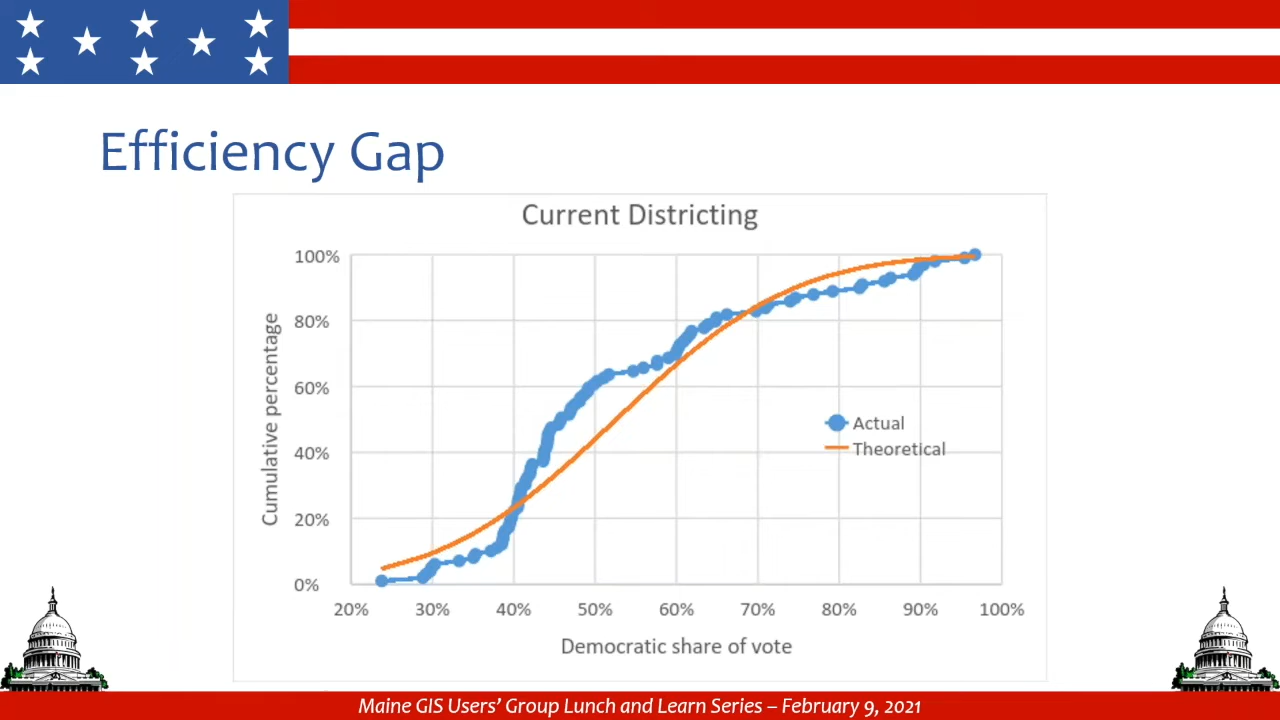 Efficiency Gap
Current Districting
100%
80%
60%
40%
20%
0%
Cumulative percentage
Actual
Theoretical
20%
30%
40%
50%
60%
70%
80%
90%
100%
Democratic share of vote
Maine GIS Users’ Group Lunch and Learn Series – February 9, 2021